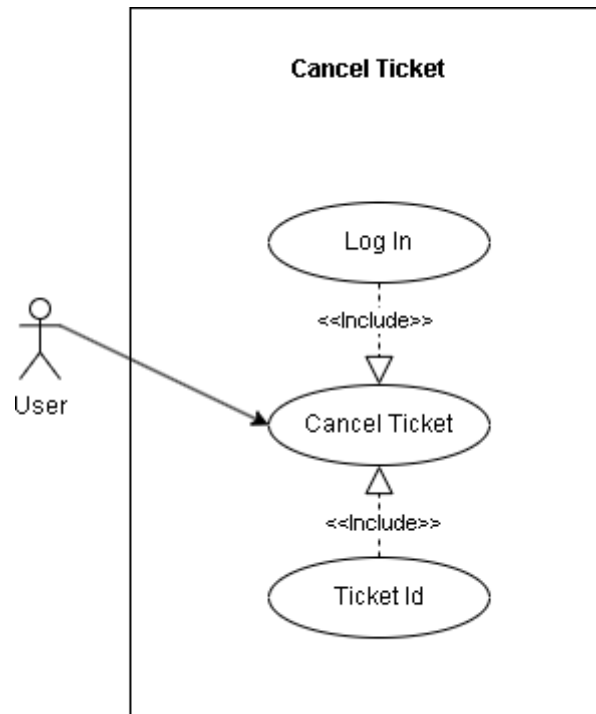 Cancel Ticket
Log In
<<Include>>
User
Cancel Ticket
<<Include>>
Ticket Id